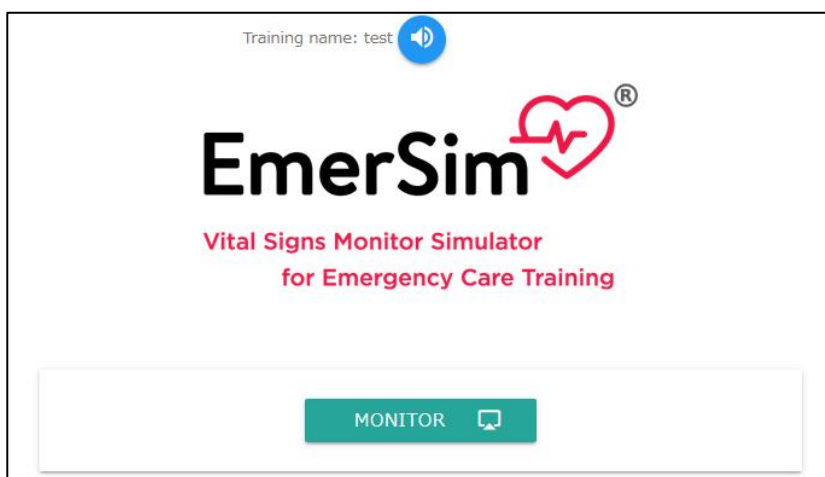 Training name: test
EmerSim®
Vital Signs Monitor Simulator
for Emergency Care Training
MONITOR